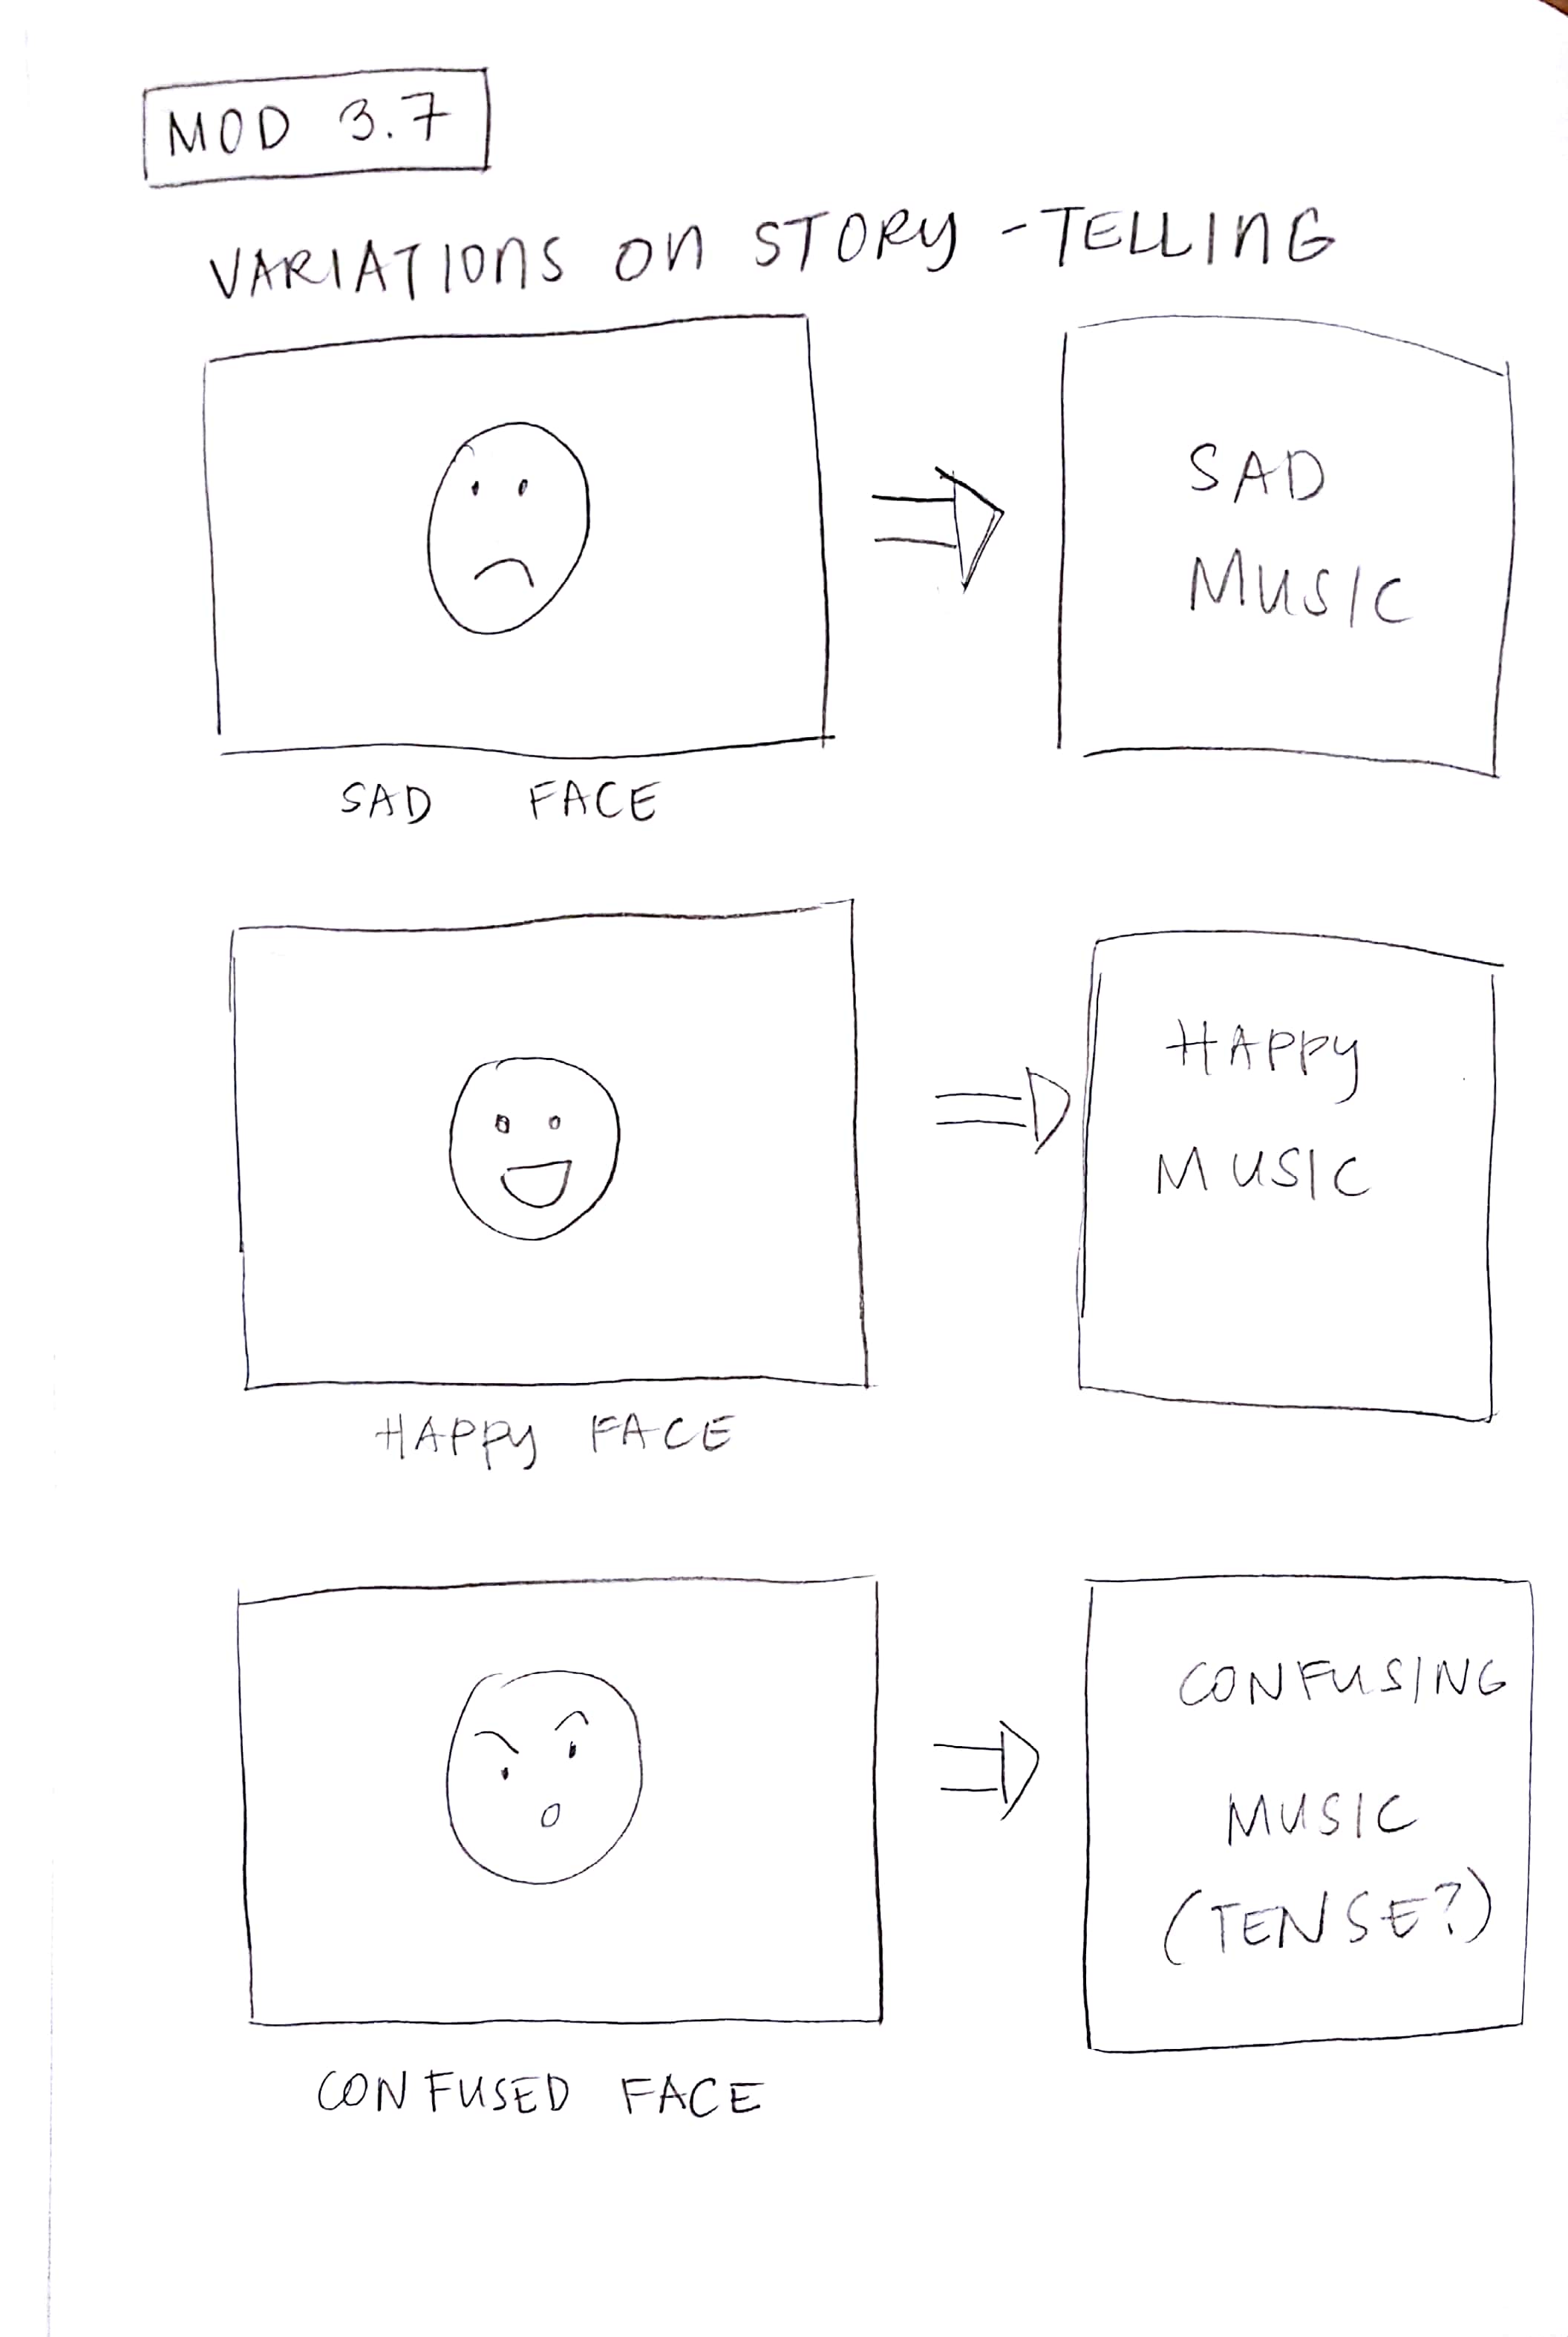 MOD 3.7
VARIATIONS ON STORY-TELLING
SAD
MUSIC
SAD FACE
HAPPY
MUSIC
HAPPY FACE
CONFUSING
MUSIC
(TENSE?)
CONFUSED FACE